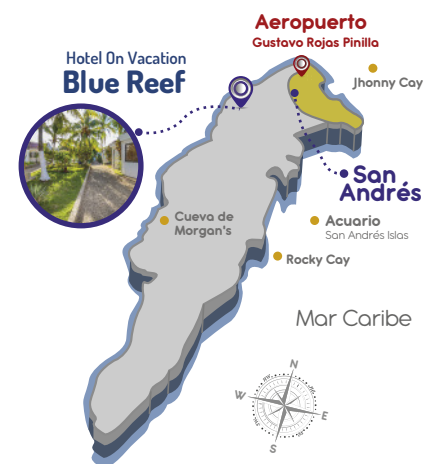 Aeropuerto
Gustavo Rojas Pinilla
Hotel On Vacation
Blue Reef
Jhonny Cay
San
Andrés
Cueva de
Morgan's
Acuario
San Andrés Islas
Rocky Cay
Mar Caribe
N
W
E
S